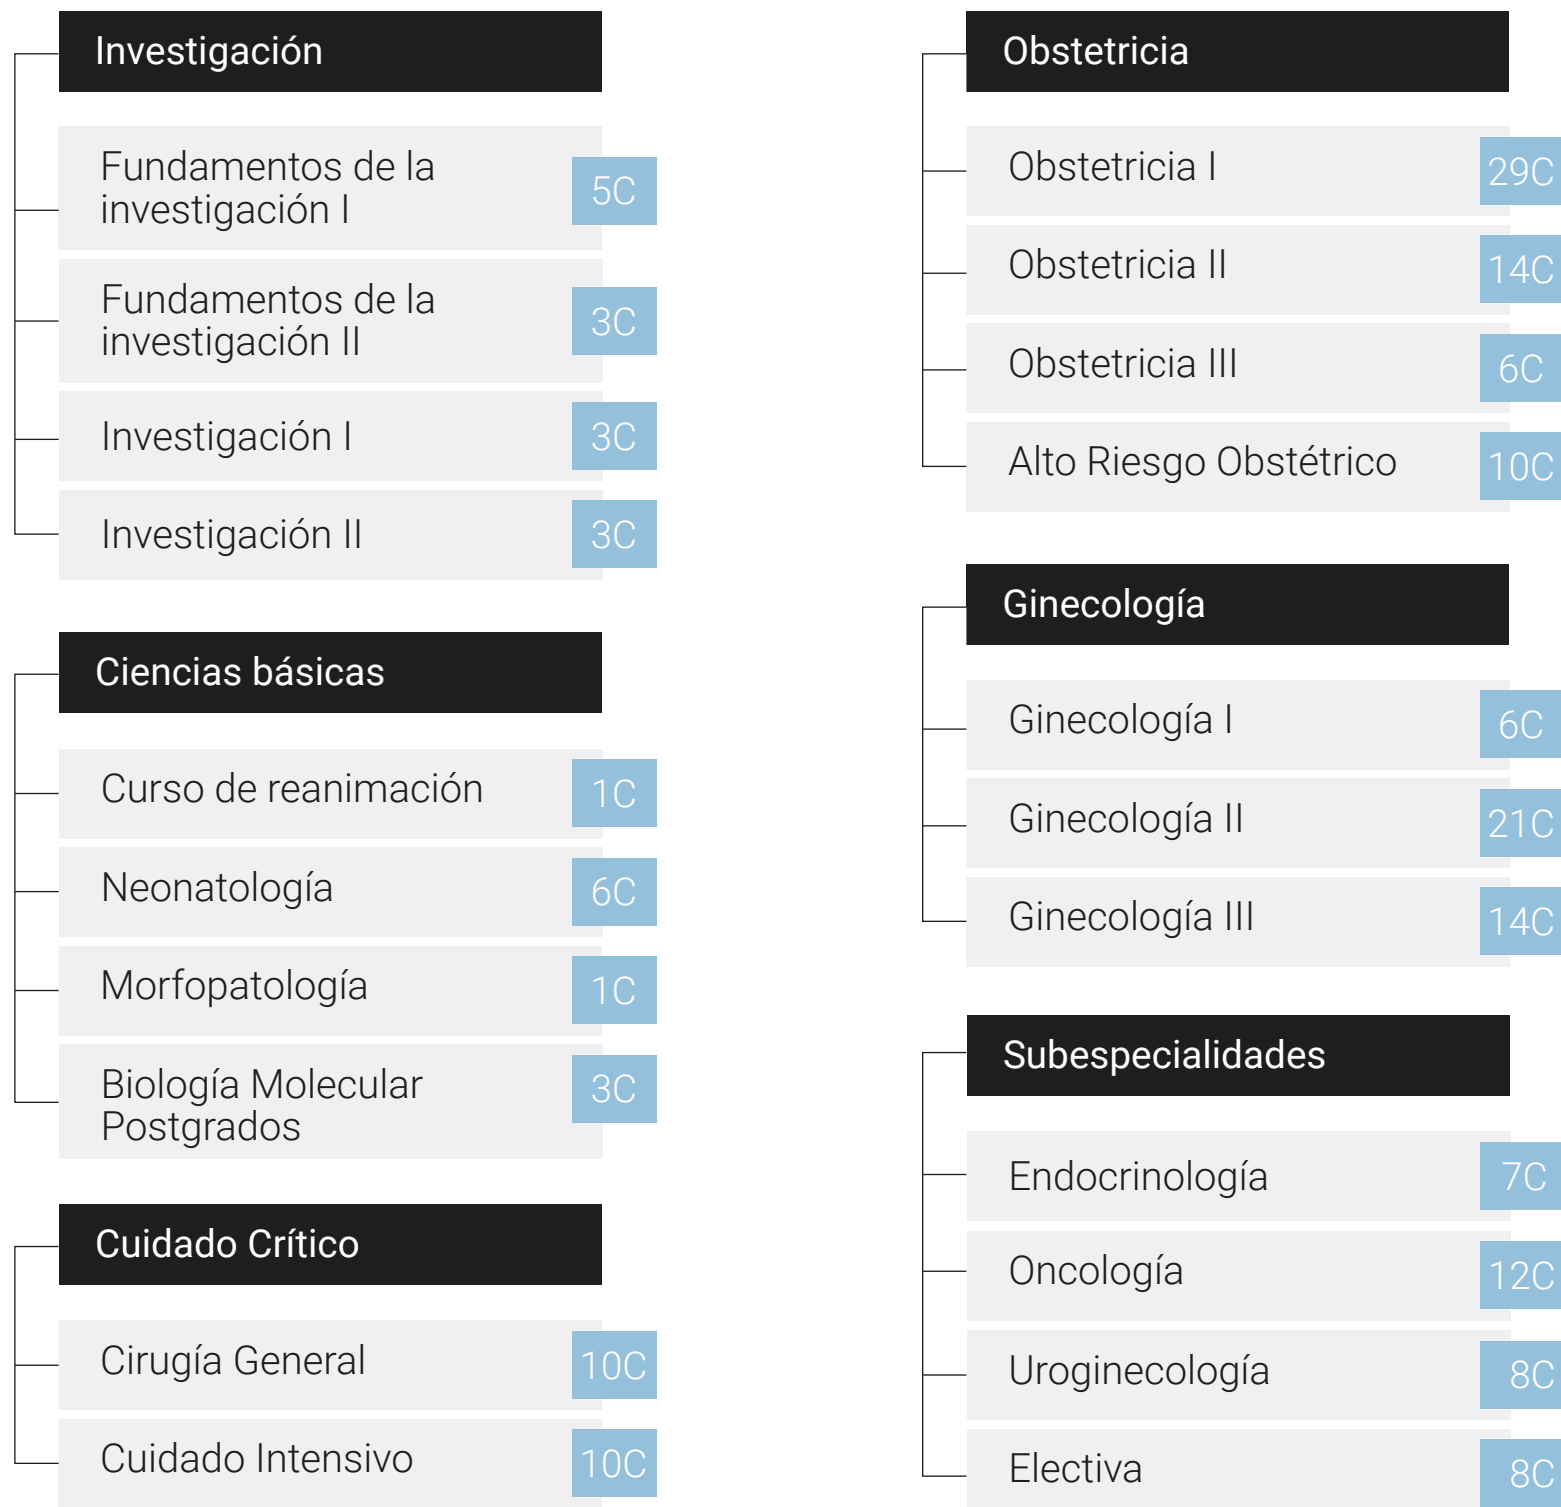 Investigación
Fundamentos de la
investigación I
5C
Fundamentos de la
investigación II
3C
Investigación I
3C
Investigación II
3C
Ciencias básicas
Curso de reanimación
1C
Neonatología
6C
Morfopatología
1C
Biología Molecular
Postgrados
3C
Cuidado Crítico
Cirugía General
10C
Cuidado Intensivo
10C
Obstetricia
Obstetricia I
29C
Obstetricia II
14C
Obstetricia III
6C
Alto Riesgo Obstétrico
10C
Ginecología
Ginecología I
6C
Ginecología II
21C
Ginecología III
14C
Subespecialidades
Endocrinología
7C
Oncología
12C
Uroginecología
8C
Electiva
8C